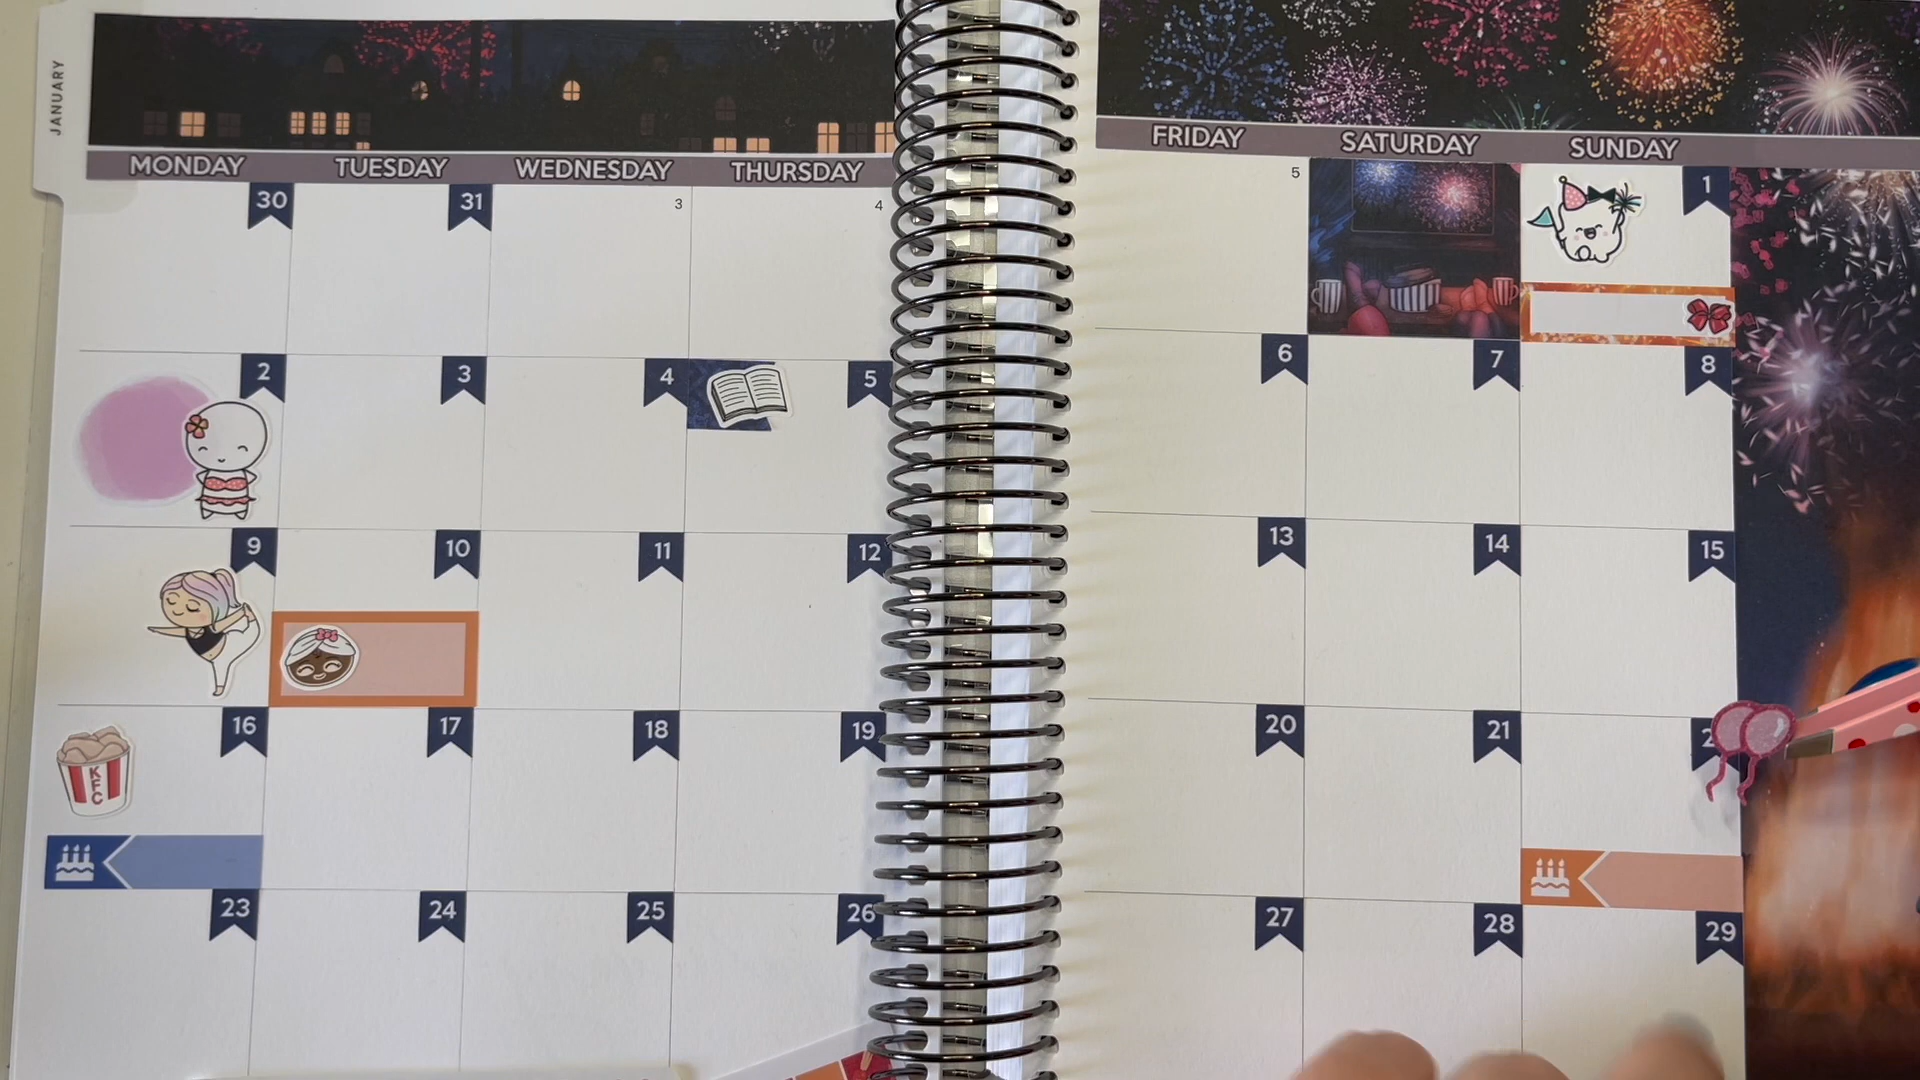 JANUARY
MONDAY TUESDAY WEDNESDAY THURSDAY FRIDAY SATURDAY SUNDAY
30 31 3 4 5 1
2 3 4 5 6 7 8
9 10 11 12 13 14 15
16 17 18 19 20 21
KFC
23 24 25 26 27 28 29